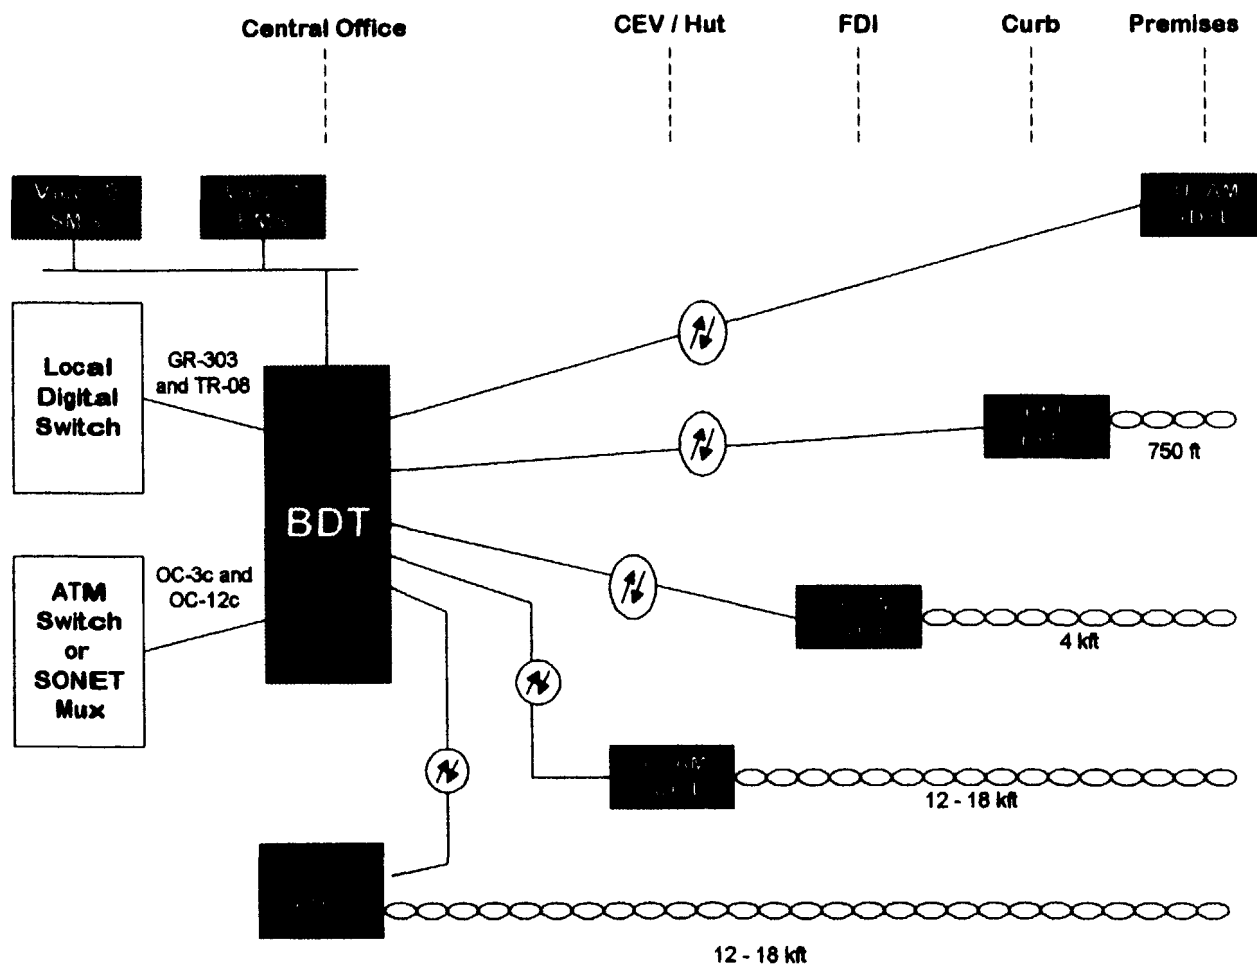 Central Office
CEV / Hut
FDI
Curb
Premises
Local
Digital
Switch
GR-303
and TR-08
BDT
750 ft
ATM
Switch
or
SONET
Mux
OC-3c and
OC-12c
4 kft
12 - 18 kft
12 - 18 kft